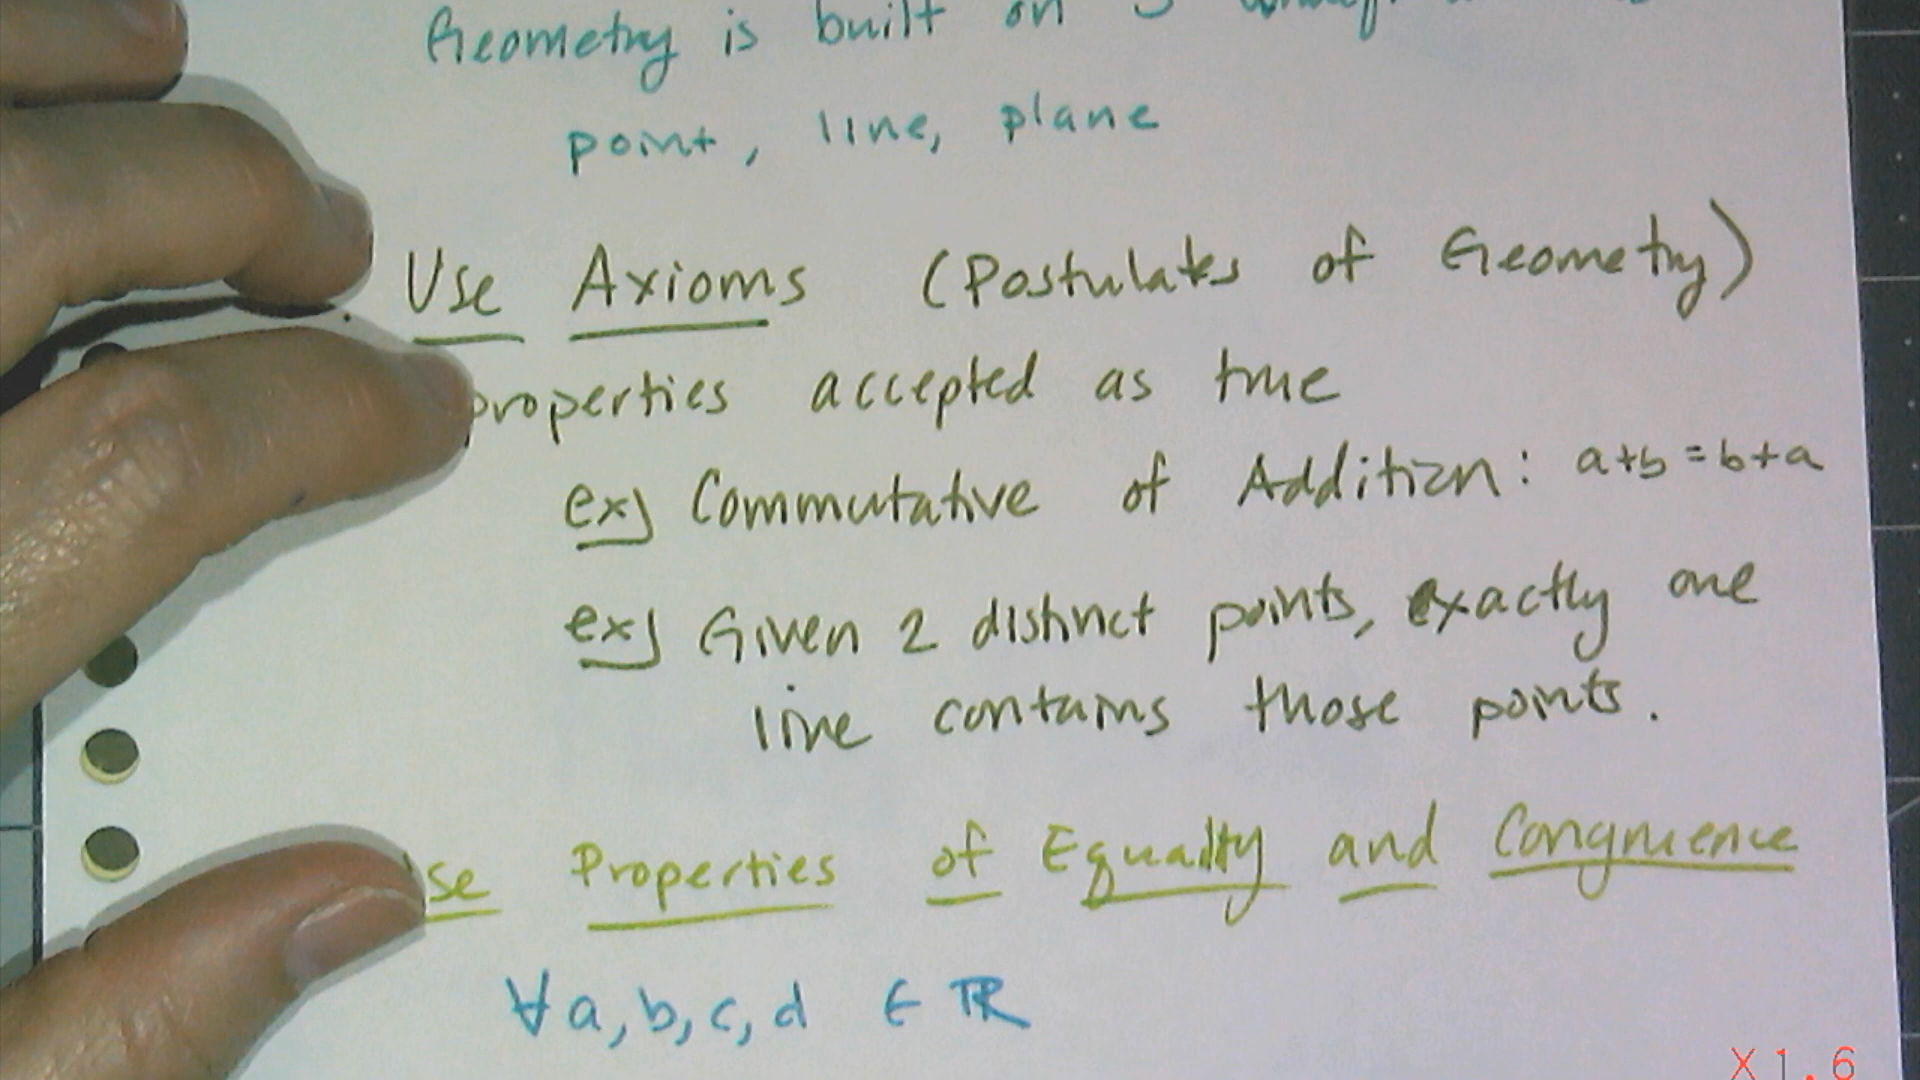 Geometry is built on 3
point, line, plane
Use Axioms (Postulates of Geometry)
properties accepted as true
ex) Commutative of Addition: a+b=b+a
ex) Given 2 distinct points, exactly one
line contains those points.
se Properties of Equality and Congruence
∀a, b, c, d ∈ ℝ
X1.6